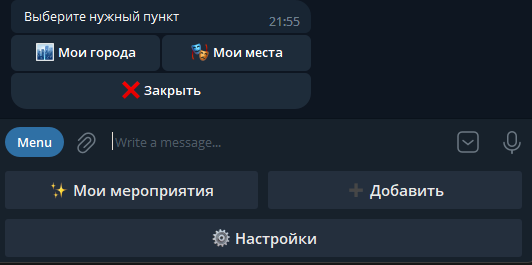 Выберите нужный пункт
21:55
🏙 Мои города
🎭 Мои места
❌ Закрыть
Menu
Write a message...
✨ Мои мероприятия
➕ Добавить
⚙️ Настройки